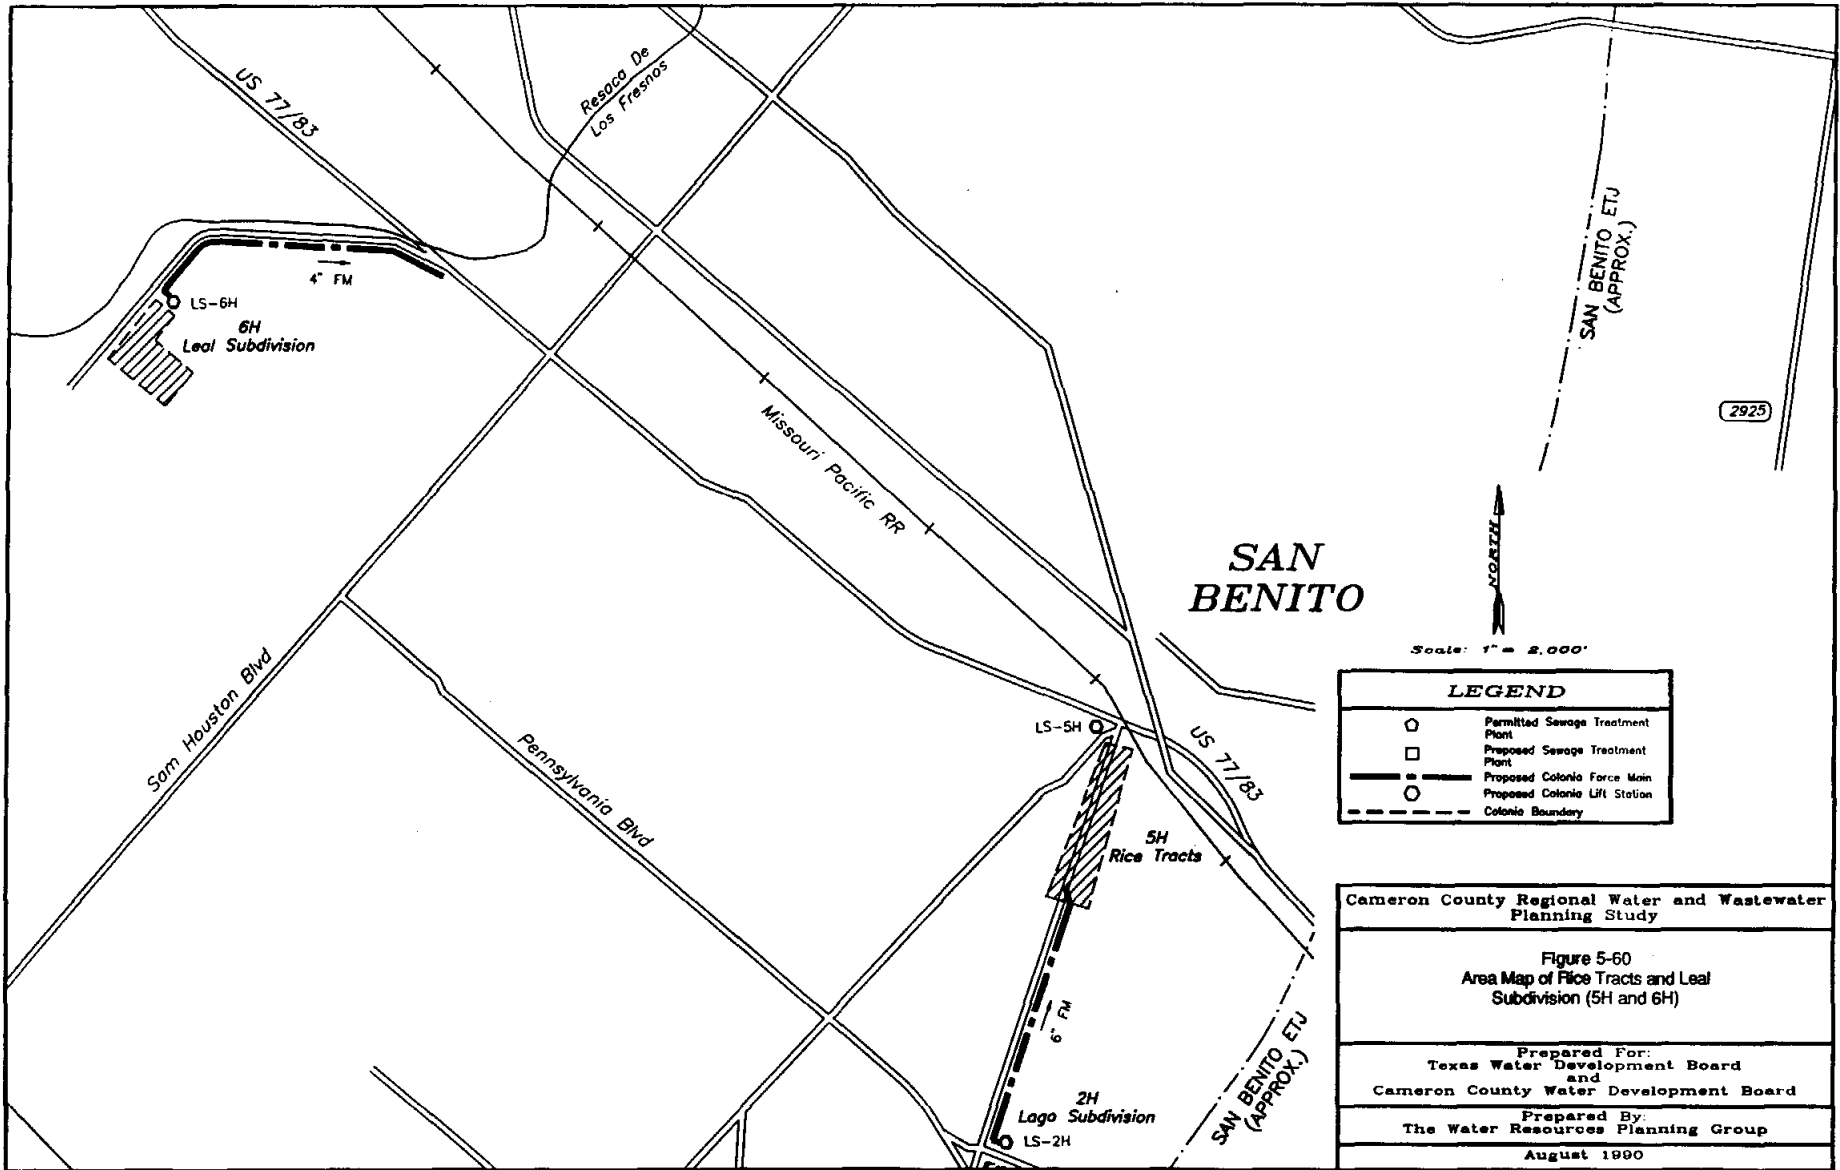 US 77/83
Resaca De
Los Fresnos
SAN BENITO ETJ
(APPROX.)
4" FM
LS-6H
6H
Leal Subdivision
2925
Missouri Pacific RR
SAN
BENITO
NORTH
Scale: 1" = 2,000'
LEGEND
Permitted Sewage Treatment
Plant
Proposed Sewage Treatment
Plant
Proposed Colonia Force Main
Proposed Colonia Lift Station
Colonia Boundary
Sam Houston Blvd
Pennsylvania Blvd
LS-5H
US 77/83
5H
Rice Tracts
6" FM
2H
Lago Subdivision
LS-2H
SAN BENITO ETJ
(APPROX.)
Cameron County Regional Water and Wastewater
Planning Study
Figure 5-60
Area Map of Rice Tracts and Leal
Subdivision (5H and 6H)
Prepared For:
Texas Water Development Board
and
Cameron County Water Development Board
Prepared By:
The Water Resources Planning Group
August 1990